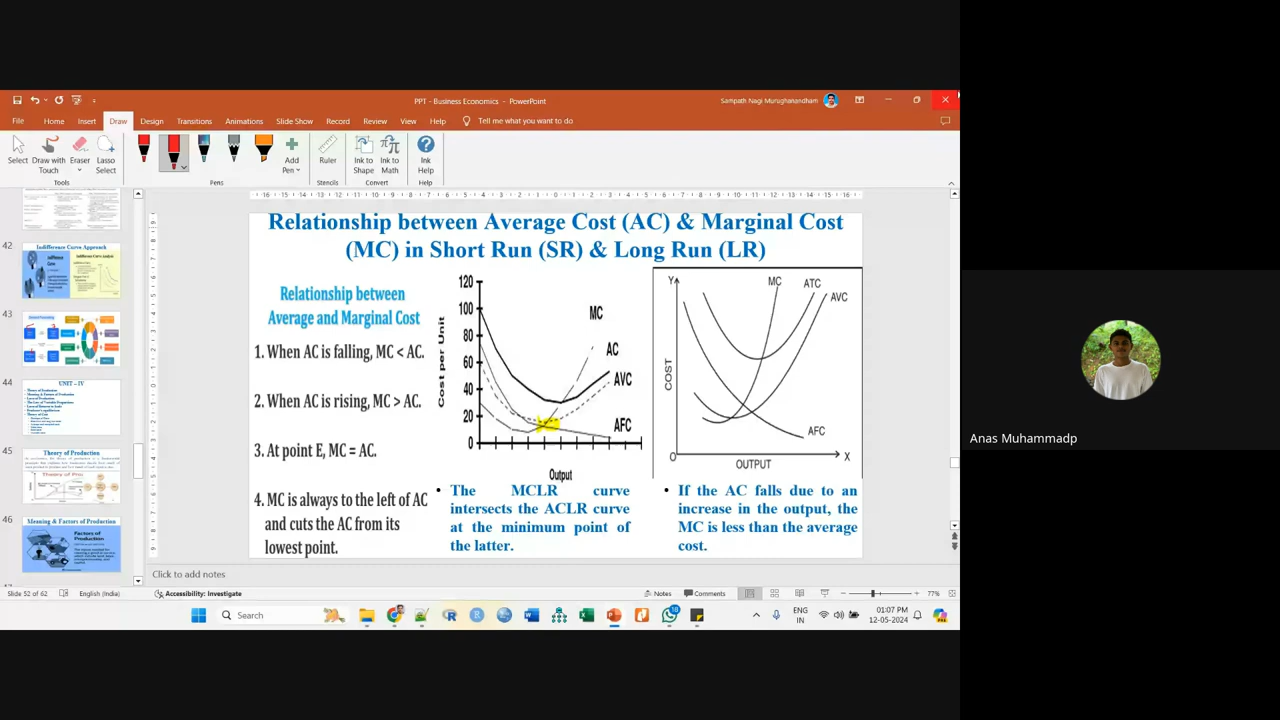 PPT - Business Economics - PowerPoint
Sampath Nagi Murughanandham
File Home Insert Draw Design Transitions Animations Slide Show Record Review View Help Tell me what you want to do
Select
Draw with Touch
Eraser
Lasso Select
Add Pen
Ruler
Ink to Shape
Ink to Math
Ink Help
Tools
Pens
Stencils
Convert
Help
42
Indifference Curve Approach
43
44
UNIT – IV
45
Theory of Production
46
Meaning & Factors of Production
Relationship between Average Cost (AC) & Marginal Cost
(MC) in Short Run (SR) & Long Run (LR)
Relationship between
Average and Marginal Cost
1. When AC is falling, MC < AC.
2. When AC is rising, MC > AC.
3. At point E, MC = AC.
4. MC is always to the left of AC
and cuts the AC from its
lowest point.
Cost per Unit
120
100
80
60
40
20
0
MC
AC
AVC
AFC
Output
• The MCLR curve
intersects the ACLR curve
at the minimum point of
the latter.
Y
MC
ATC
AVC
COST
AFC
O
X
OUTPUT
• If the AC falls due to an
increase in the output, the
MC is less than the average
cost.
Click to add notes
Slide 52 of 62
English (India)
Accessibility: Investigate
Notes
Comments
77%
Search
18
ENG
IN
01:07 PM
12-05-2024
Anas Muhammadp